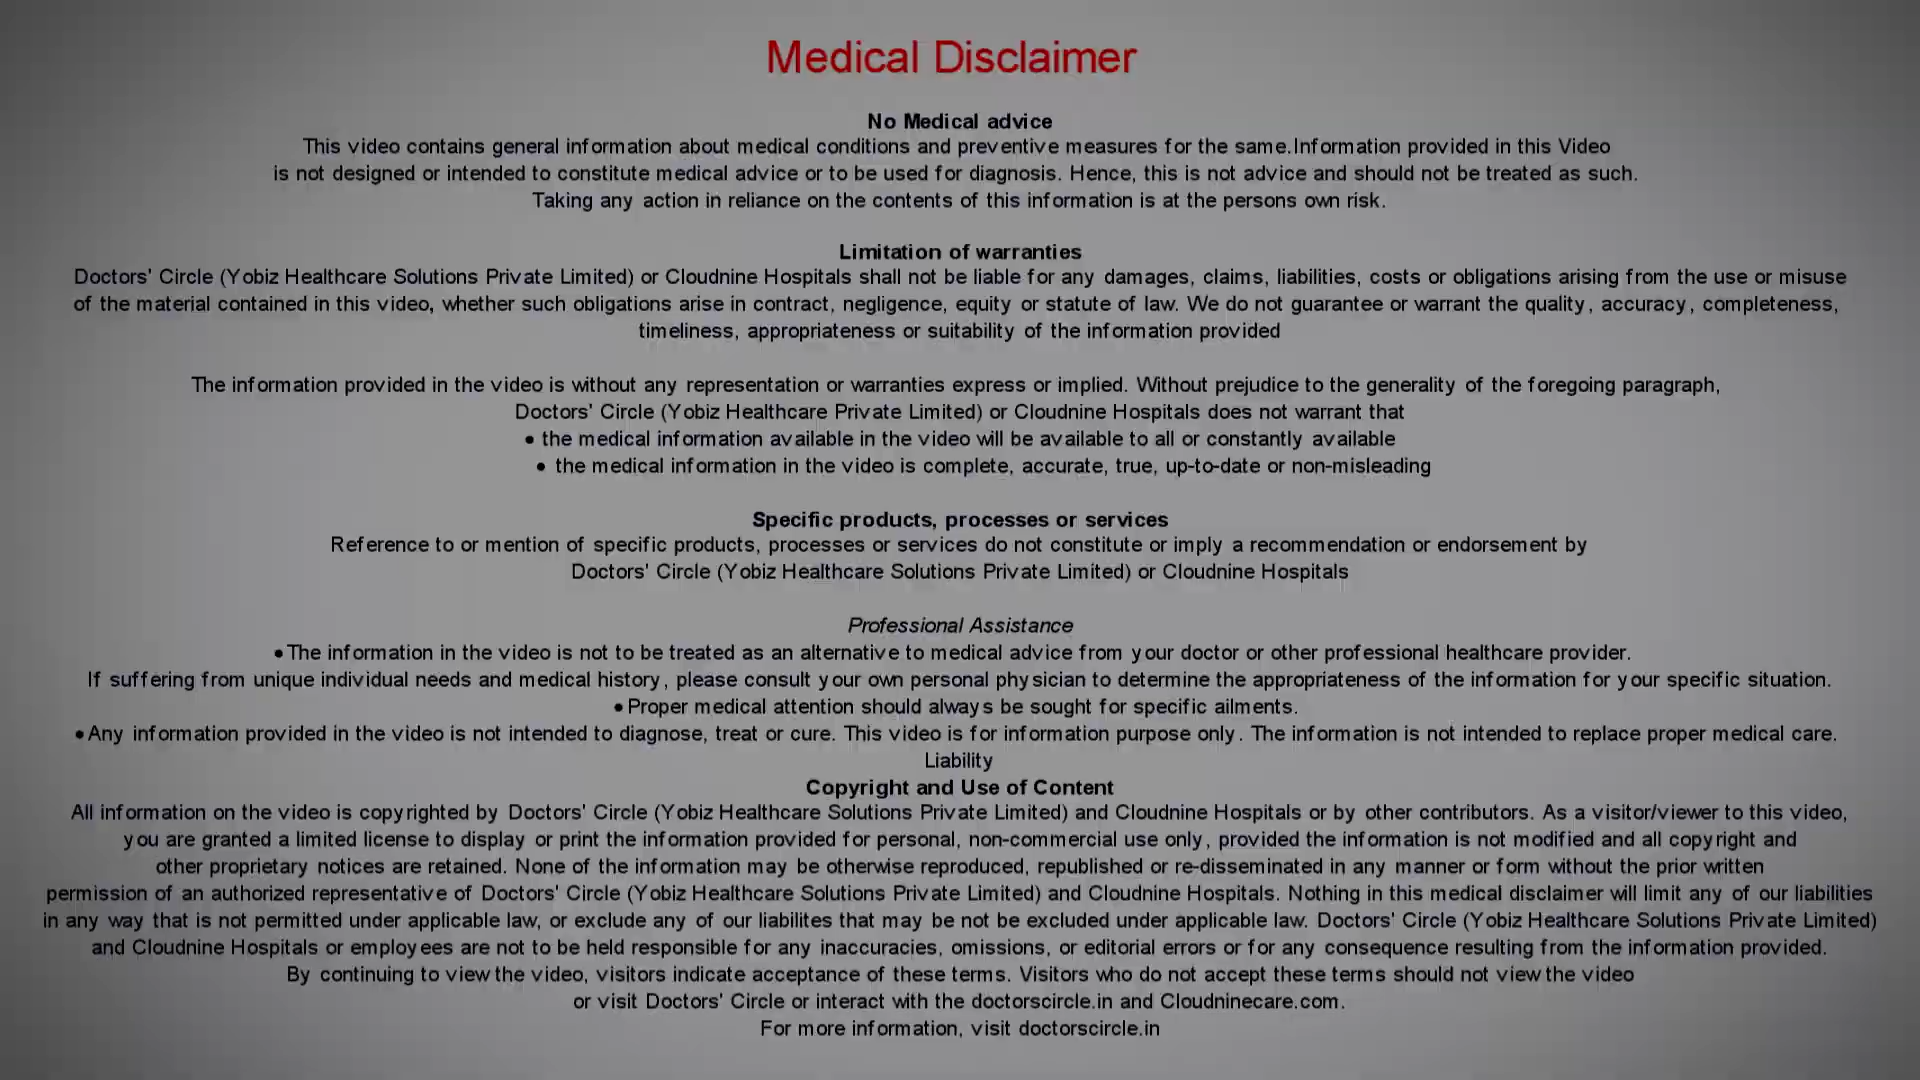 Medical Disclaimer
No Medical advice
This video contains general information about medical conditions and preventive measures for the same.Information provided in this Video
is not designed or intended to constitute medical advice or to be used for diagnosis. Hence, this is not advice and should not be treated as such.
Taking any action in reliance on the contents of this information is at the persons own risk.
Limitation of warranties
Doctors' Circle (Yobiz Healthcare Solutions Private Limited) or Cloudnine Hospitals shall not be liable for any damages, claims, liabilities, costs or obligations arising from the use or misuse
of the material contained in this video, whether such obligations arise in contract, negligence, equity or statute of law. We do not guarantee or warrant the quality, accuracy, completeness,
timeliness, appropriateness or suitability of the information provided
The information provided in the video is without any representation or warranties express or implied. Without prejudice to the generality of the foregoing paragraph,
Doctors' Circle (Yobiz Healthcare Private Limited) or Cloudnine Hospitals does not warrant that
• the medical information available in the video will be available to all or constantly available
• the medical information in the video is complete, accurate, true, up-to-date or non-misleading
Specific products, processes or services
Reference to or mention of specific products, processes or services do not constitute or imply a recommendation or endorsement by
Doctors' Circle (Yobiz Healthcare Solutions Private Limited) or Cloudnine Hospitals
Professional Assistance
•The information in the video is not to be treated as an alternative to medical advice from your doctor or other professional healthcare provider.
If suffering from unique individual needs and medical history, please consult your own personal physician to determine the appropriateness of the information for your specific situation.
•Proper medical attention should always be sought for specific ailments.
•Any information provided in the video is not intended to diagnose, treat or cure. This video is for information purpose only. The information is not intended to replace proper medical care.
Liability
Copyright and Use of Content
All information on the video is copyrighted by Doctors' Circle (Yobiz Healthcare Solutions Private Limited) and Cloudnine Hospitals or by other contributors. As a visitor/viewer to this video,
you are granted a limited license to display or print the information provided for personal, non-commercial use only, provided the information is not modified and all copyright and
other proprietary notices are retained. None of the information may be otherwise reproduced, republished or re-disseminated in any manner or form without the prior written
permission of an authorized representative of Doctors' Circle (Yobiz Healthcare Solutions Private Limited) and Cloudnine Hospitals. Nothing in this medical disclaimer will limit any of our liabilities
in any way that is not permitted under applicable law, or exclude any of our liabilites that may be not be excluded under applicable law. Doctors' Circle (Yobiz Healthcare Solutions Private Limited)
and Cloudnine Hospitals or employees are not to be held responsible for any inaccuracies, omissions, or editorial errors or for any consequence resulting from the information provided.
By continuing to view the video, visitors indicate acceptance of these terms. Visitors who do not accept these terms should not view the video
or visit Doctors' Circle or interact with the doctorscircle.in and Cloudninecare.com.
For more information, visit doctorscircle.in